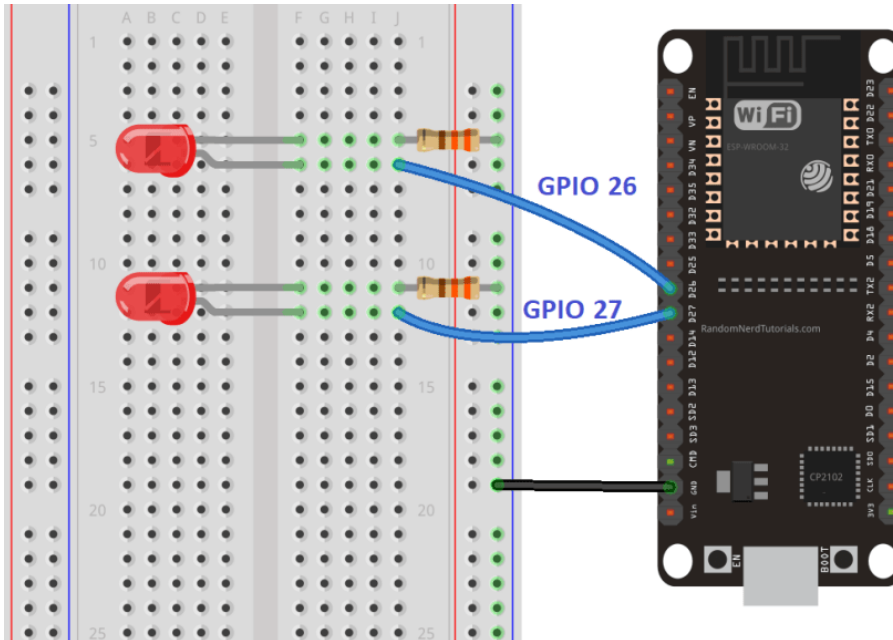 A B C D E F G H I J
1 1
5 5
10 10
15 15
20 20
25 25
GPIO 26
GPIO 27
WiFi
ESP-WROOM-32
RandomNerdTutorials.com
CP2102
EN
VP
VN
D34
D35
D32
D33
D25
D26
D27
D14
D12
D13
SD2
SD3
CMD
GND
Vin
D23
D22
TX0
RX0
D21
D19
D18
D5
TX2
RX2
D4
D2
D15
D0
SD1
SD0
CLK
3V3
EN
BOOT